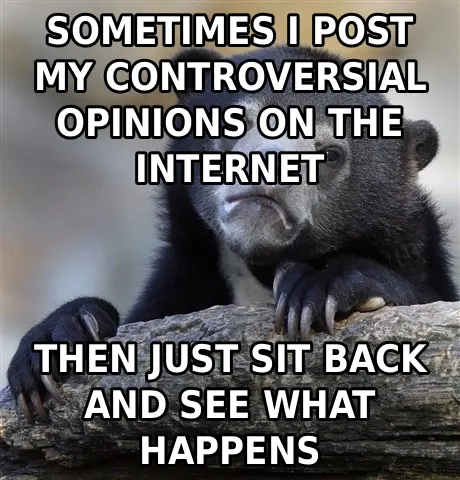 SOMETIMES I POST
MY CONTROVERSIAL
OPINIONS ON THE
INTERNET
THEN JUST SIT BACK
AND SEE WHAT
HAPPENS